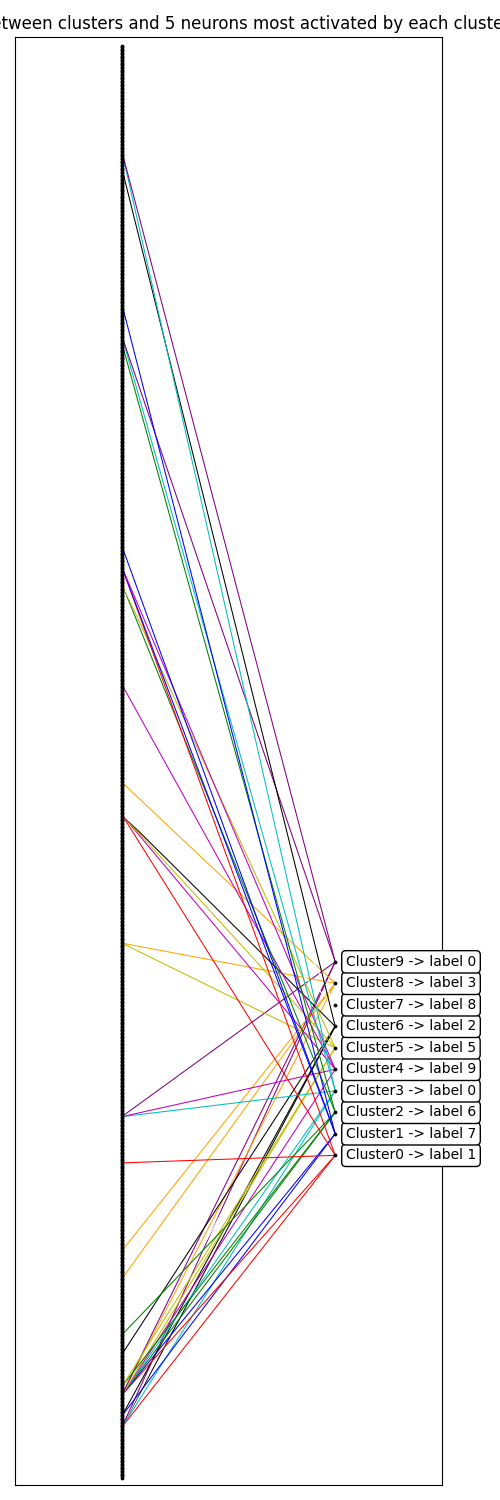 between clusters and 5 neurons most activated by each cluster
Cluster9 -> label 0
Cluster8 -> label 3
Cluster7 -> label 8
Cluster6 -> label 2
Cluster5 -> label 5
Cluster4 -> label 9
Cluster3 -> label 0
Cluster2 -> label 6
Cluster1 -> label 7
Cluster0 -> label 1